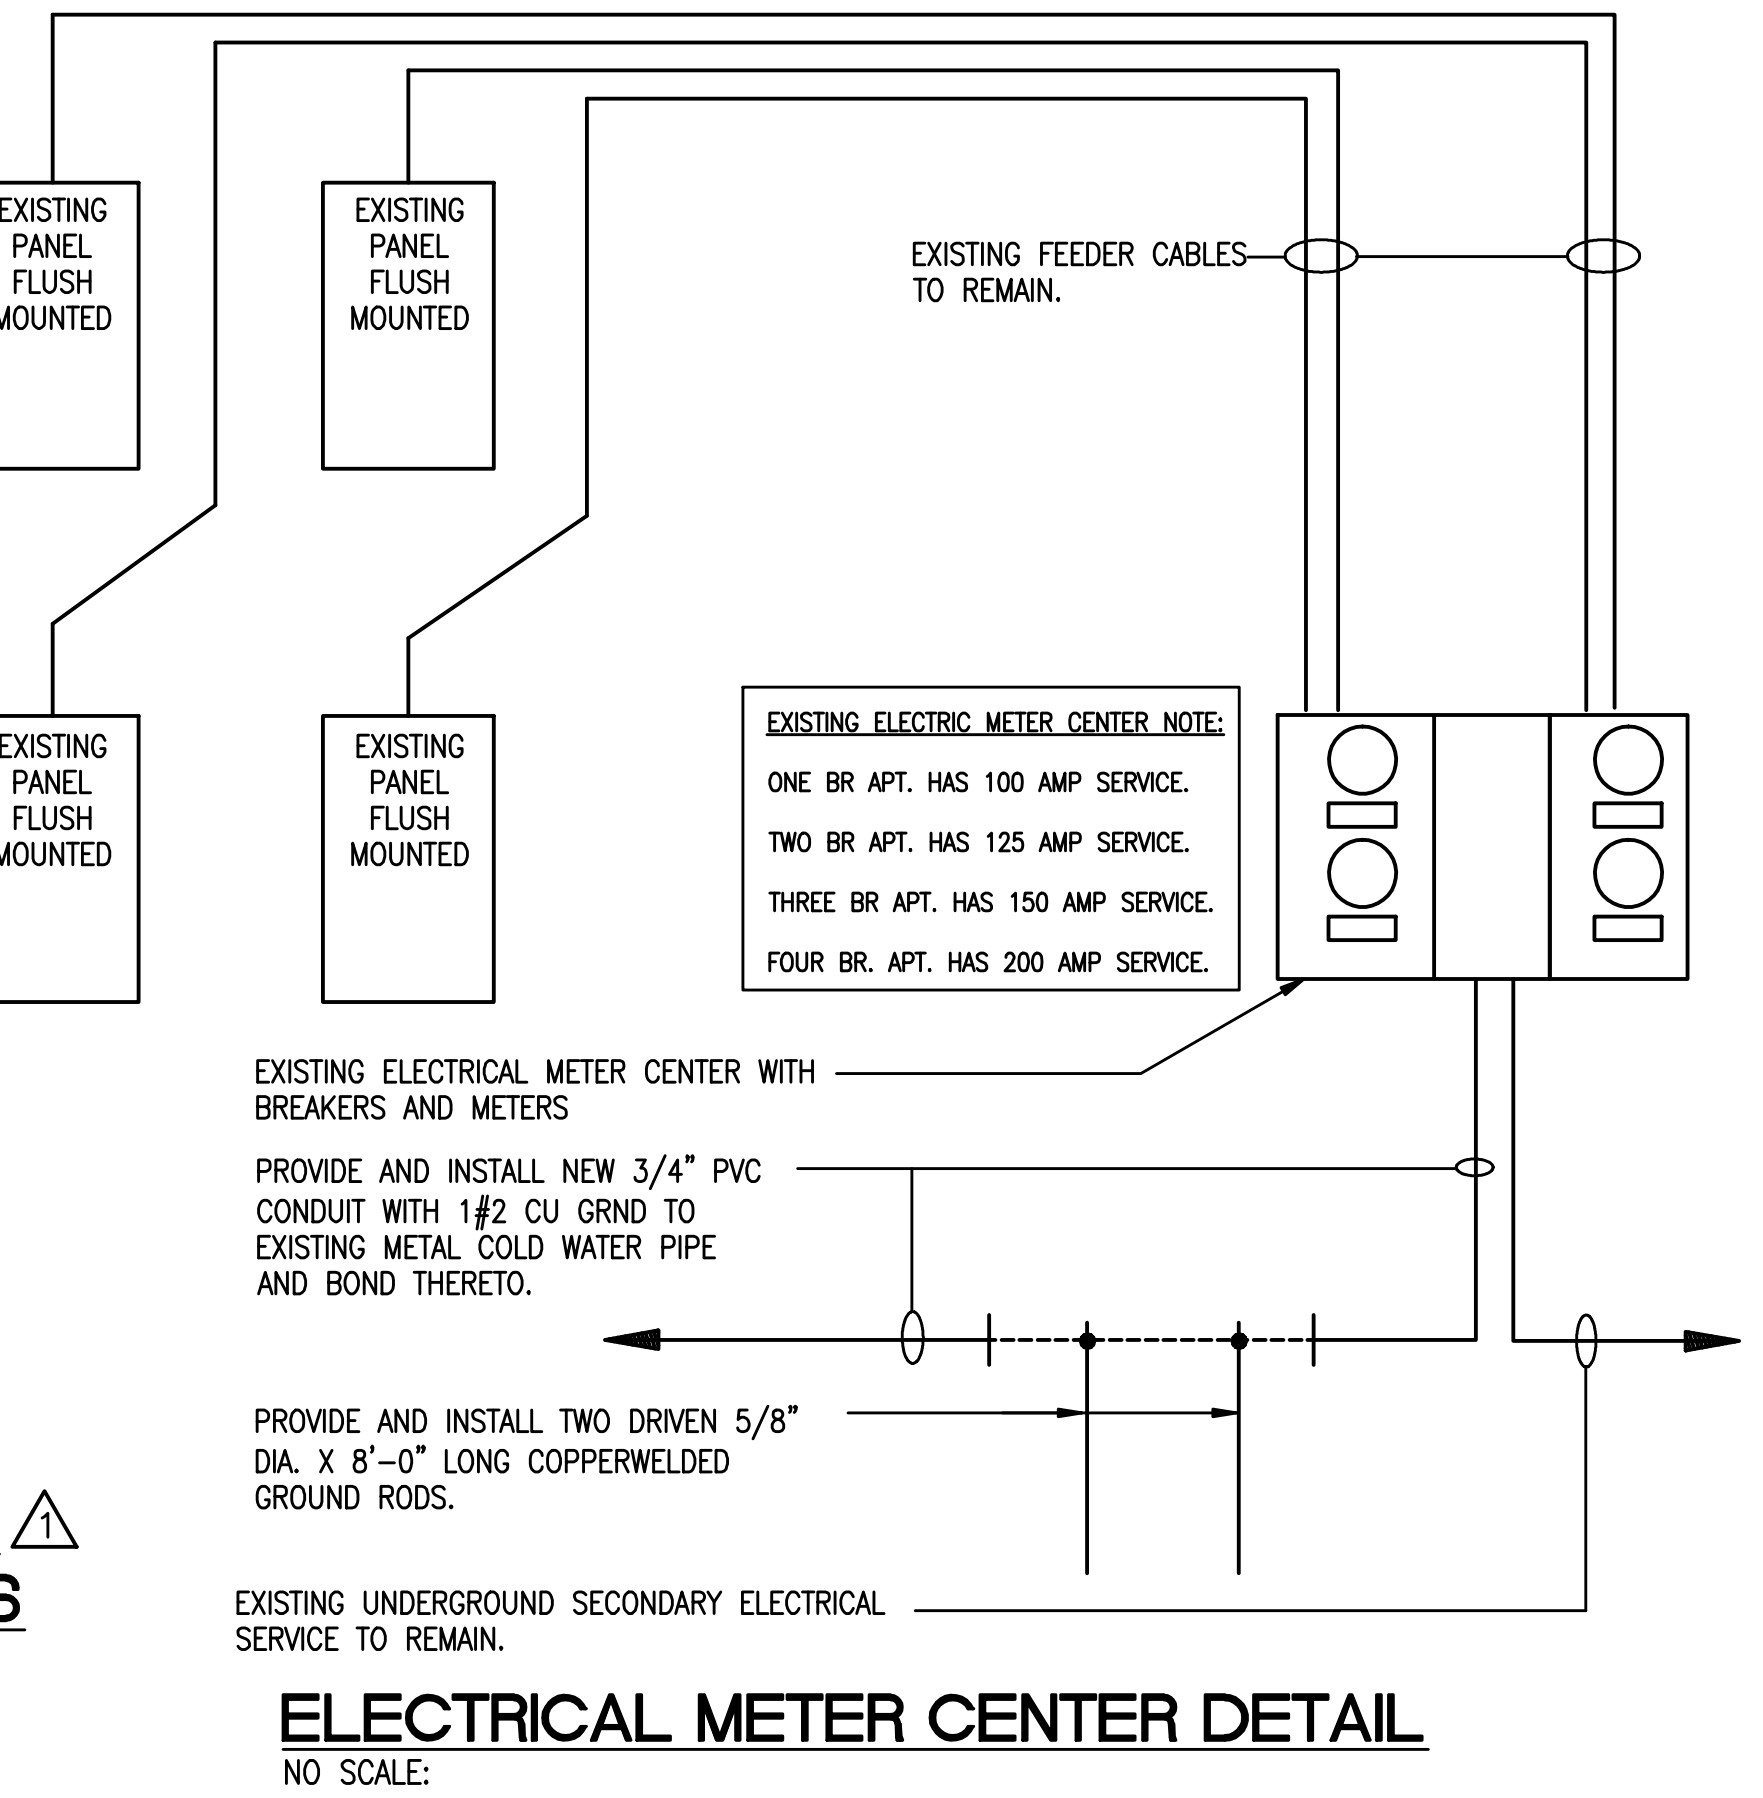 EXISTING
PANEL
FLUSH
MOUNTED
EXISTING
PANEL
FLUSH
MOUNTED
EXISTING FEEDER CABLES
TO REMAIN.
EXISTING
PANEL
FLUSH
MOUNTED
EXISTING
PANEL
FLUSH
MOUNTED
EXISTING ELECTRIC METER CENTER NOTE:
ONE BR APT. HAS 100 AMP SERVICE.
TWO BR APT. HAS 125 AMP SERVICE.
THREE BR APT. HAS 150 AMP SERVICE.
FOUR BR. APT. HAS 200 AMP SERVICE.
EXISTING ELECTRICAL METER CENTER WITH
BREAKERS AND METERS
PROVIDE AND INSTALL NEW 3/4" PVC
CONDUIT WITH 1#2 CU GRND TO
EXISTING METAL COLD WATER PIPE
AND BOND THERETO.
PROVIDE AND INSTALL TWO DRIVEN 5/8"
DIA. X 8'-0" LONG COPPERWELDED
GROUND RODS.
1
S
EXISTING UNDERGROUND SECONDARY ELECTRICAL
SERVICE TO REMAIN.
ELECTRICAL METER CENTER DETAIL
NO SCALE: